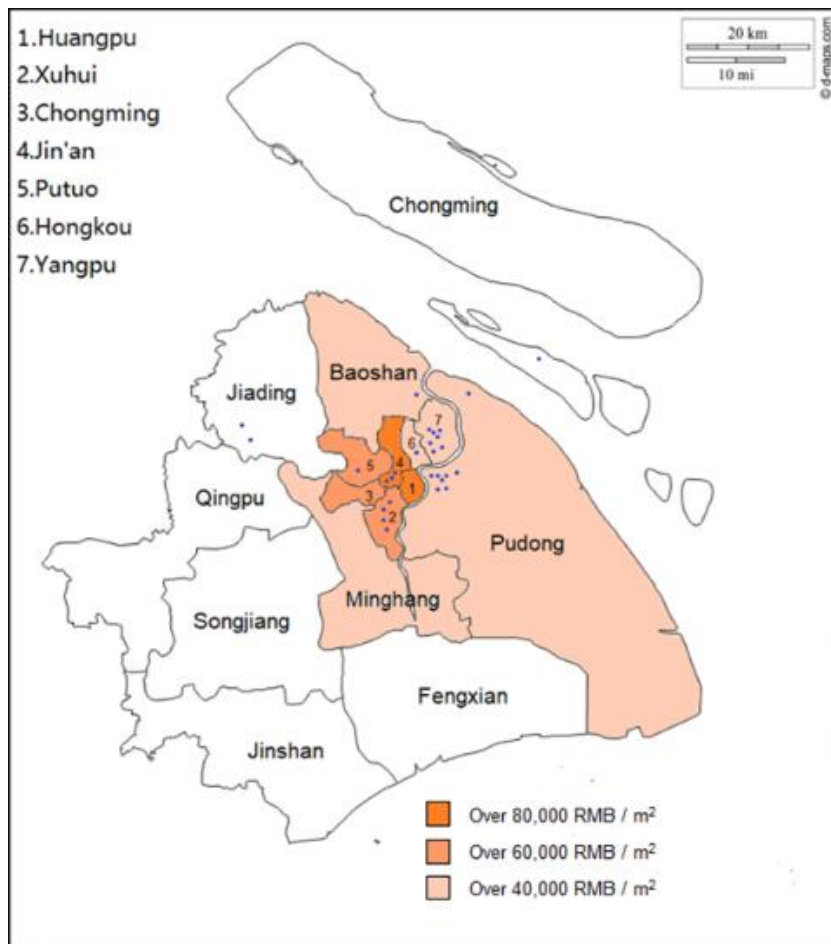 1.Huangpu
2.Xuhui
3.Chongming
4.Jin'an
5.Putuo
6.Hongkou
7.Yangpu
20 km
10 mi
© d-maps.com
Chongming
Baoshan
Jiading
7
6
5
4
Qingpu
3
1
2
Pudong
Minghang
Songjiang
Fengxian
Jinshan
Over 80,000 RMB / m²
Over 60,000 RMB / m²
Over 40,000 RMB / m²